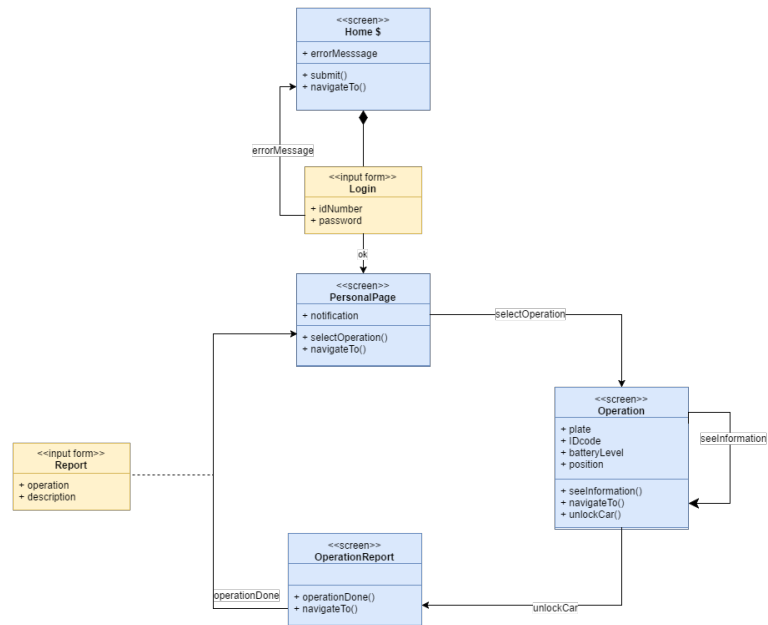 <<screen>>
Home $
+ errorMesssage
+ submit()
+ navigateTo()
errorMessage
<<input form>>
Login
+ idNumber
+ password
ok
<<screen>>
PersonalPage
+ notification
+ selectOperation()
+ navigateTo()
selectOperation
<<screen>>
Operation
+ plate
+ IDcode
+ batteryLevel
+ position
+ seeInformation()
+ navigateTo()
+ unlockCar()
seeInformation
<<input form>>
Report
+ operation
+ description
<<screen>>
OperationReport
+ operationDone()
+ navigateTo()
operationDone
unlockCar